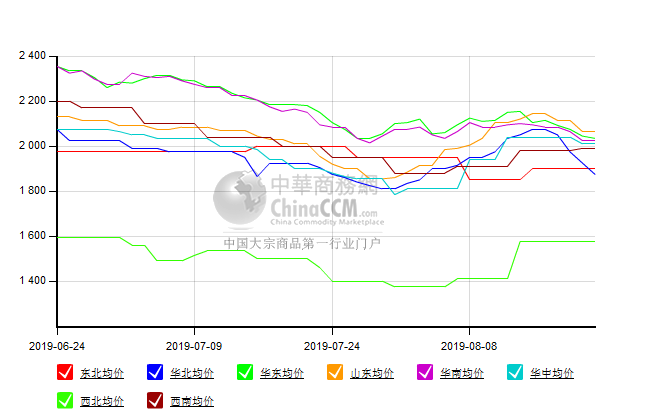 2 400
2 200
2 000
1 800
1 600
1 400
中華商務網
ChinaCCM.com
China Commodity Marketplace
中国大宗商品第一行业门户
2019-06-24 2019-07-09 2019-07-24 2019-08-08
东北均价 华北均价 华东均价 山东均价 华南均价 华中均价
西北均价 西南均价